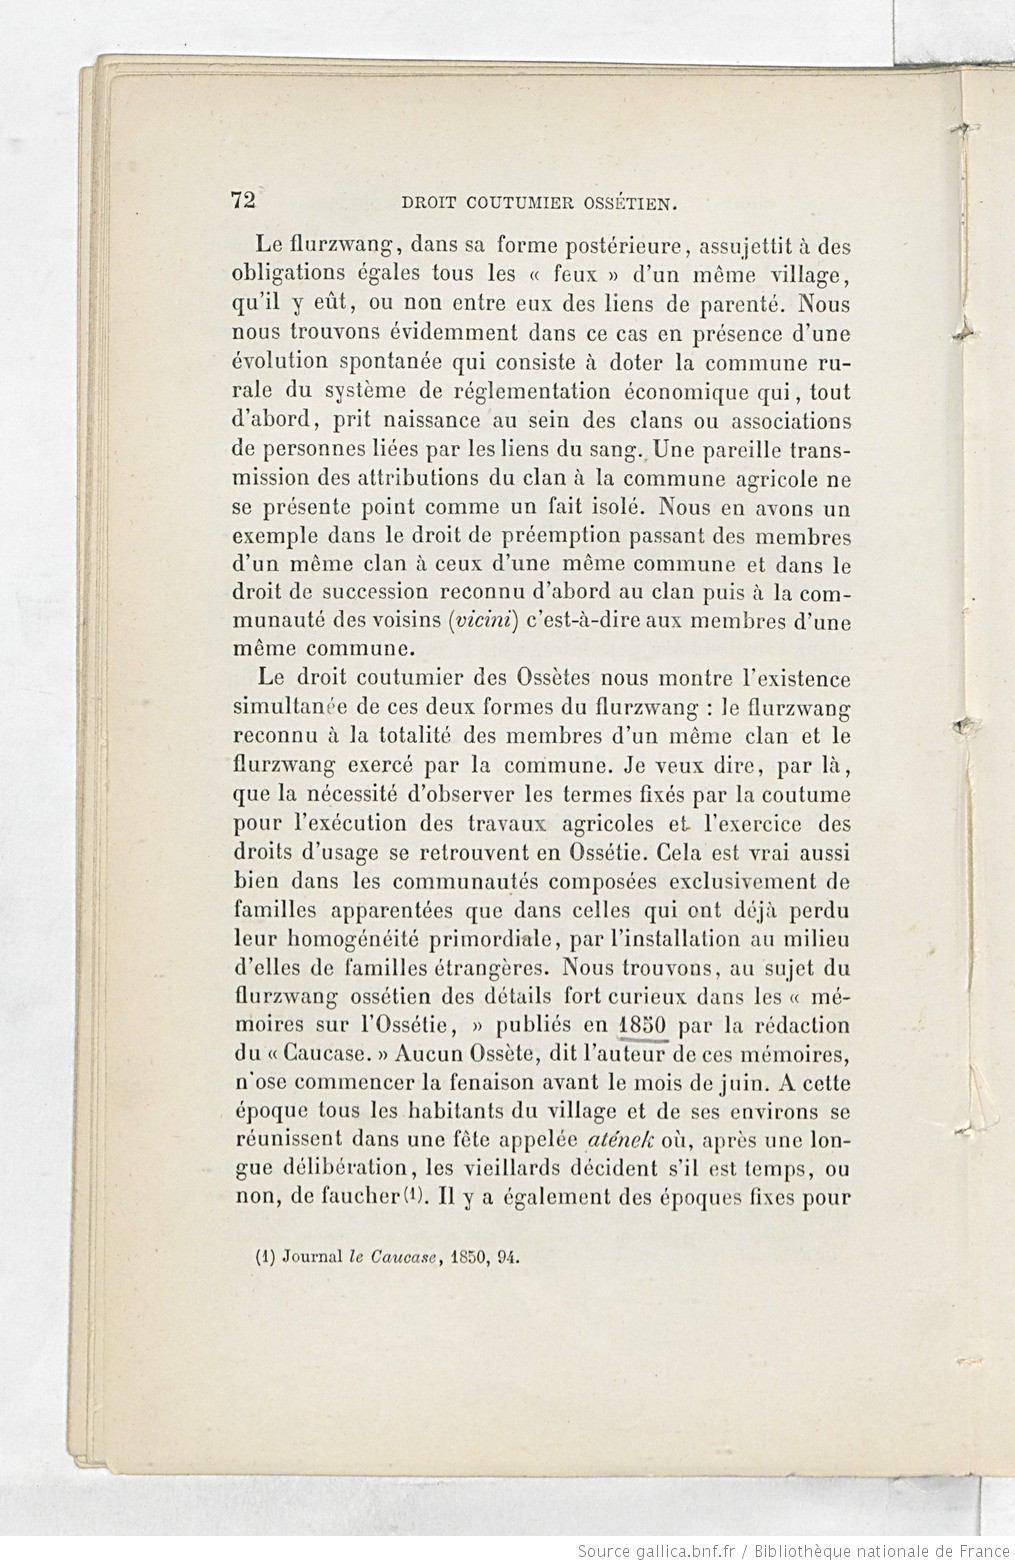 72 DROIT COUTUMIER OSSÉTIEN.
Le flurzwang, dans sa forme postérieure, assujettit à des
obligations égales tous les « feux » d'un même village,
qu'il y eût, ou non entre eux des liens de parenté. Nous
nous trouvons évidemment dans ce cas en présence d'une
évolution spontanée qui consiste à doter la commune ru-
rale du système de réglementation économique qui, tout
d'abord, prit naissance au sein des clans ou associations
de personnes liées par les liens du sang. Une pareille trans-
mission des attributions du clan à la commune agricole ne
se présente point comme un fait isolé. Nous en avons un
exemple dans le droit de préemption passant des membres
d'un même clan à ceux d'une même commune et dans le
droit de succession reconnu d'abord au clan puis à la com-
munauté des voisins (vicini) c'est-à-dire aux membres d'une
même commune.
Le droit coutumier des Ossètes nous montre l'existence
simultanée de ces deux formes du flurzwang : le flurzwang
reconnu à la totalité des membres d'un même clan et le
flurzwang exercé par la commune. Je veux dire, par là,
que la nécessité d'observer les termes fixés par la coutume
pour l'exécution des travaux agricoles et l'exercice des
droits d'usage se retrouvent en Ossétie. Cela est vrai aussi
bien dans les communautés composées exclusivement de
familles apparentées que dans celles qui ont déjà perdu
leur homogénéité primordiale, par l'installation au milieu
d'elles de familles étrangères. Nous trouvons, au sujet du
flurzwang ossétien des détails fort curieux dans les « mé-
moires sur l'Ossétie, » publiés en 1850 par la rédaction
du « Caucase. » Aucun Ossète, dit l'auteur de ces mémoires,
n'ose commencer la fenaison avant le mois de juin. A cette
époque tous les habitants du village et de ses environs se
réunissent dans une fête appelée atének où, après une lon-
gue délibération, les vieillards décident s'il est temps, ou
non, de faucher(1). Il y a également des époques fixes pour
(1) Journal le Caucase, 1850, 94.
Source gallica.bnf.fr / Bibliothèque nationale de France